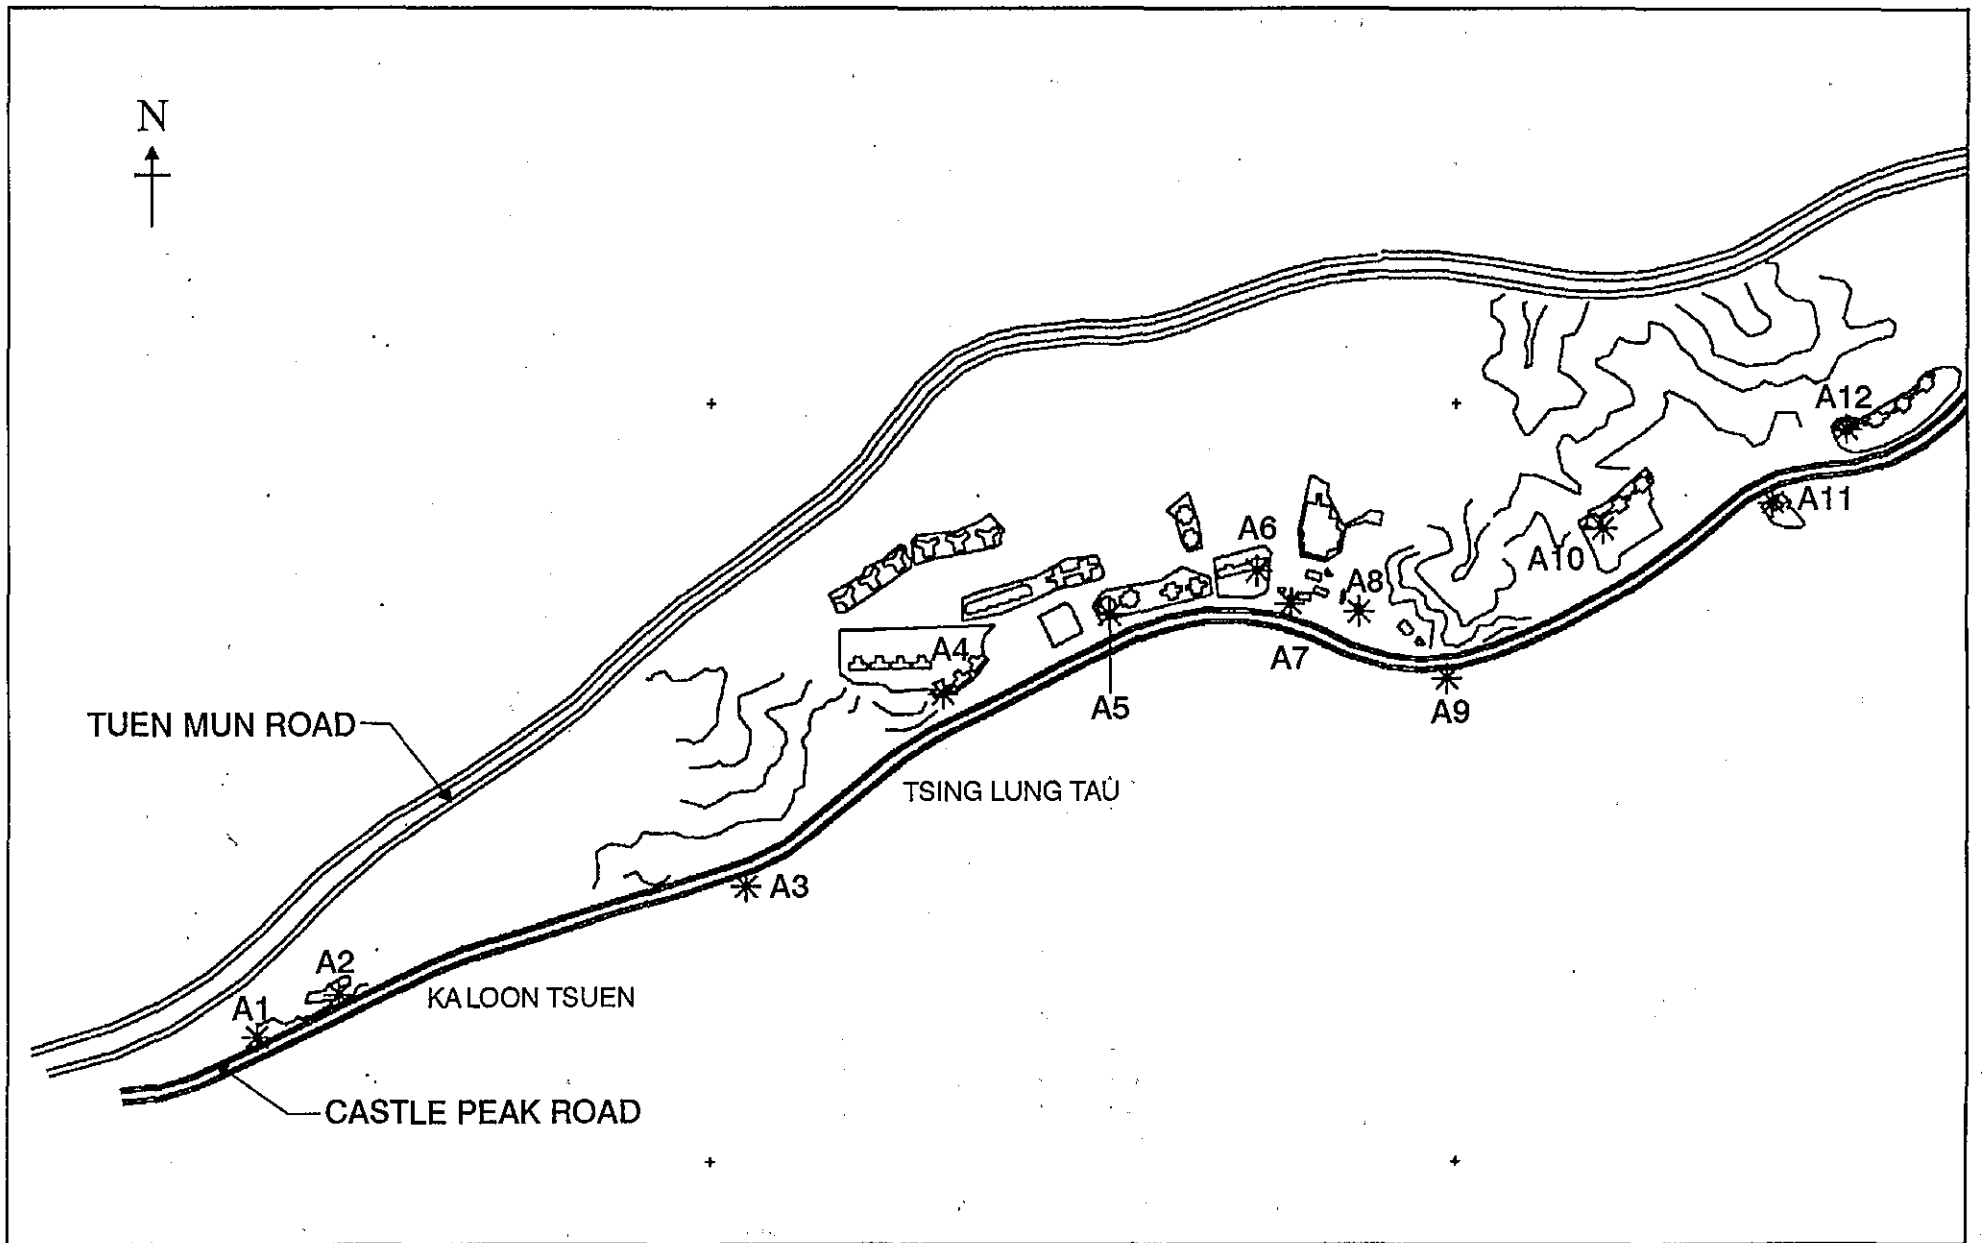 N
A12
A11
A6
A10
A8
A4
A7
A5
A9
TUEN MUN ROAD
TSING LUNG TAU
A3
A2
KA LOON TSUEN
A1
CASTLE PEAK ROAD